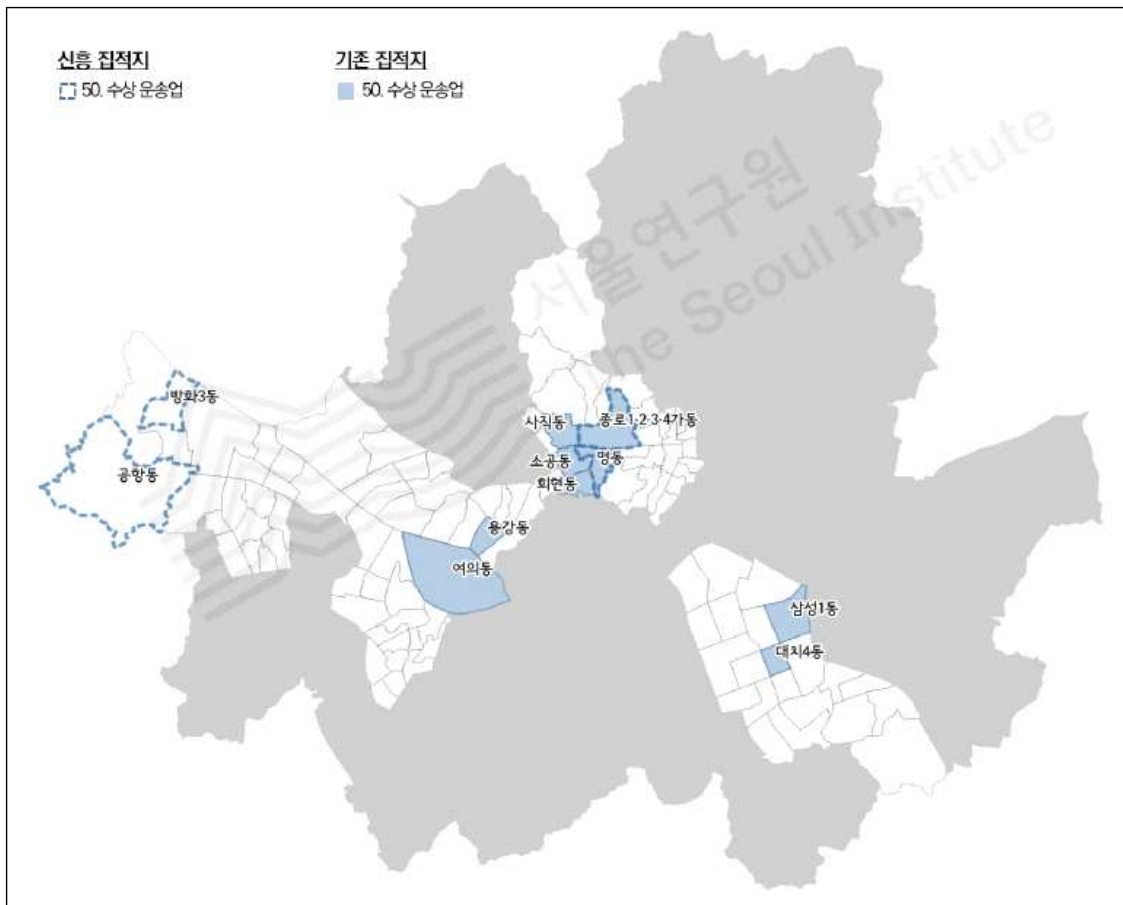 신흥 집적지
50. 수상 운송업
기존 집적지
50. 수상 운송업
서울연구원
The Seoul Institute
방화3동
공항동
사직동
종로1·2·3·4가동
소공동
명동
회현동
용강동
여의동
삼성1동
대치4동